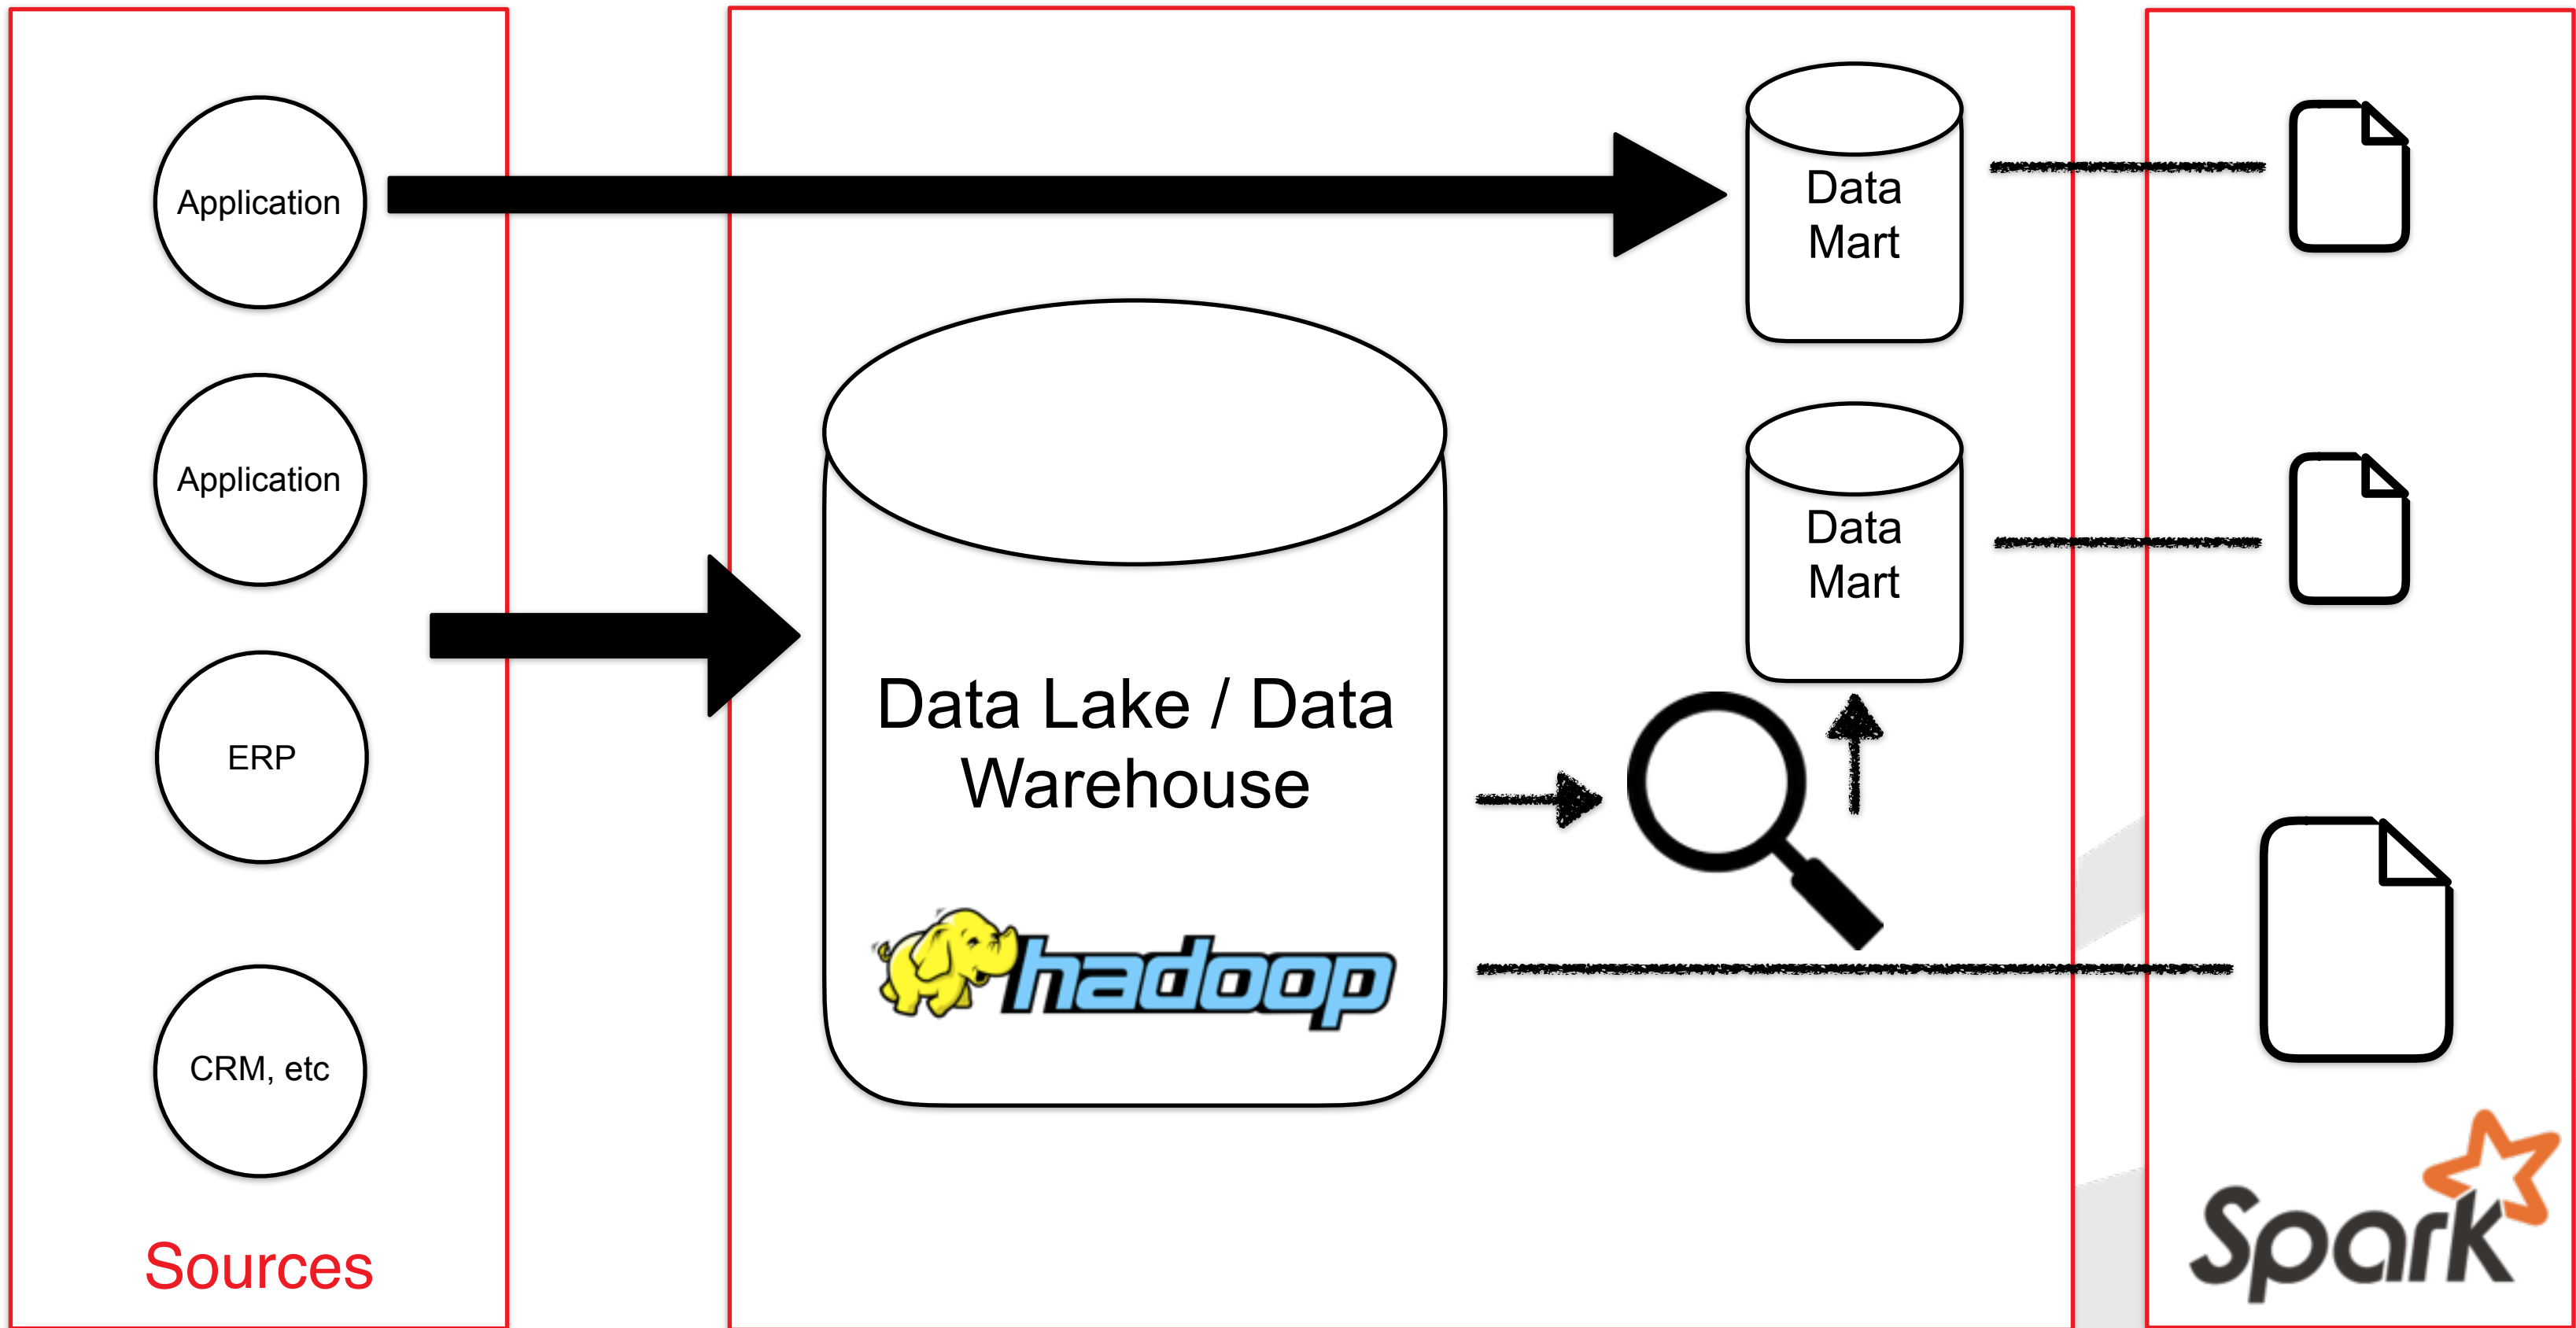 Application
Application
ERP
CRM, etc
Sources
Data Lake / Data
Warehouse
hadoop
Data
Mart
Data
Mart
Spark